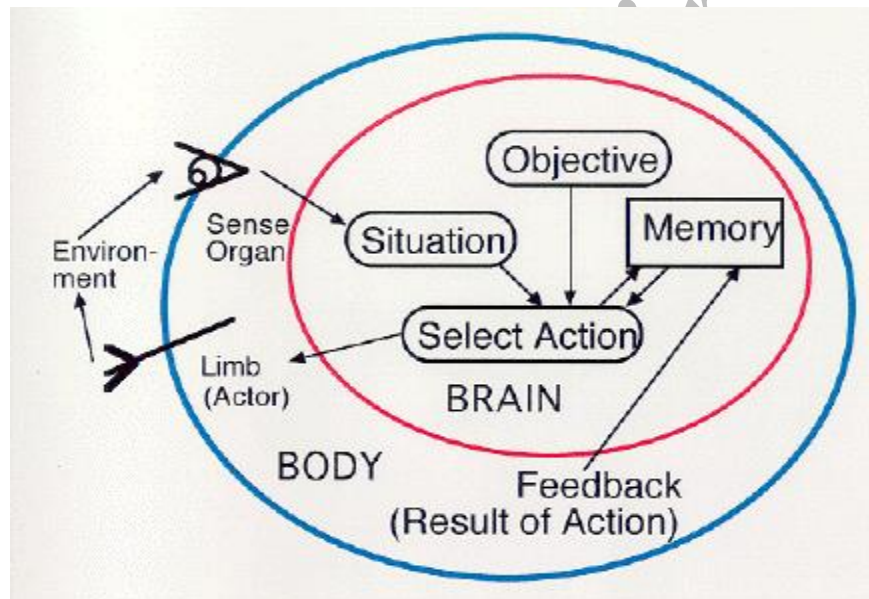 Objective
Memory
Sense
Organ
Situation
Environ-
ment
Select Action
Limb
(Actor)
BRAIN
BODY
Feedback
(Result of Action)